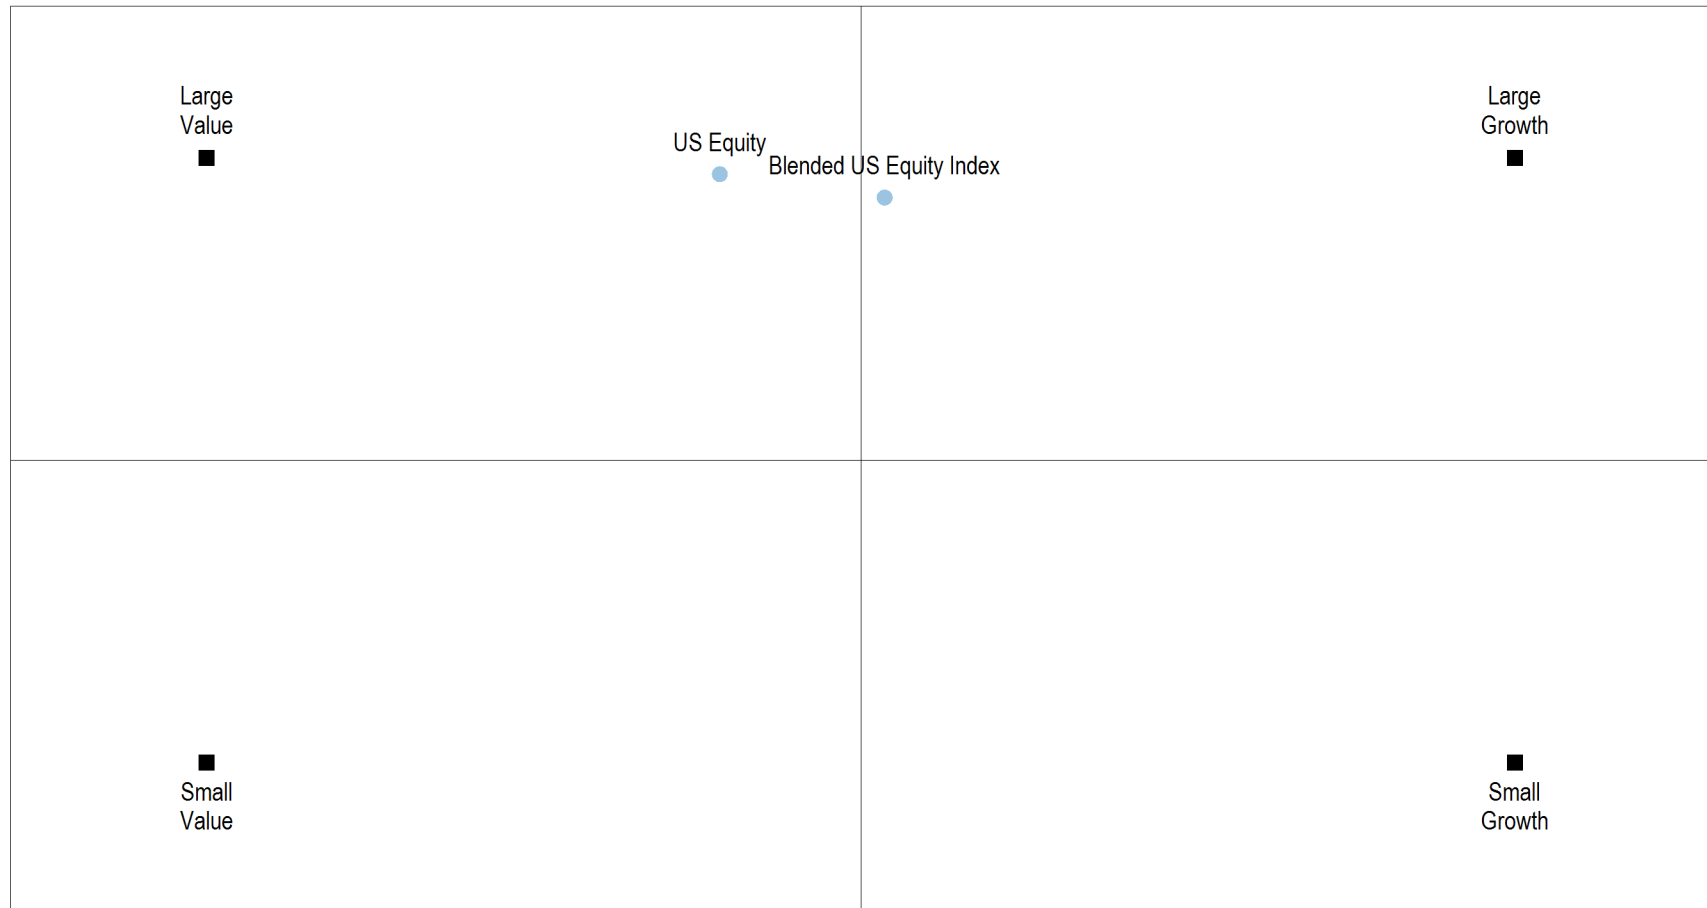 Large
Value
Large
Growth
US Equity
Blended US Equity Index
Small
Value
Small
Growth